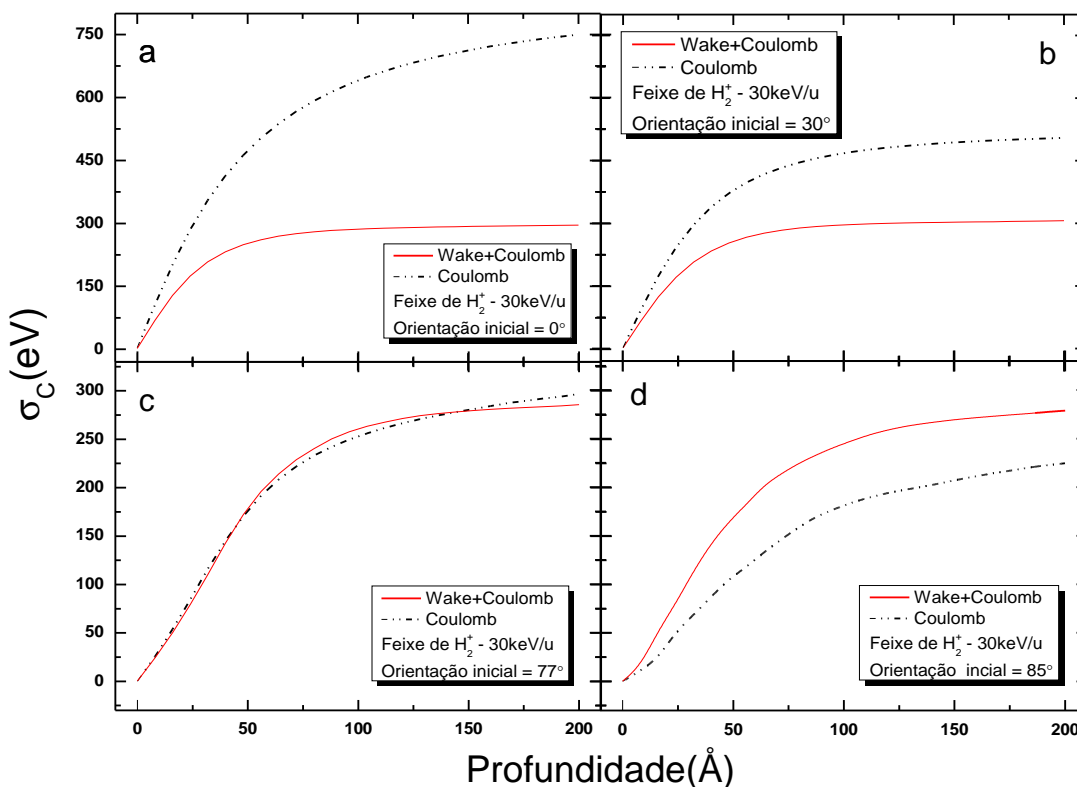 a
750
600
450
300
150
0
Wake+Coulomb
Coulomb
Feixe de H₂⁺ - 30keV/u
Orientação inicial = 0°
b
Wake+Coulomb
Coulomb
Feixe de H₂⁺ - 30keV/u
Orientação inicial = 30°
σ_C(eV)
c
300
250
200
150
100
50
0
Wake+Coulomb
Coulomb
Feixe de H₂⁺ - 30keV/u
Orientação inicial = 77°
0 50 100 150 200
d
Wake+Coulomb
Coulomb
Feixe de H₂⁺ - 30keV/u
Orientação incial = 85°
0 50 100 150 200
Profundidade(Å)